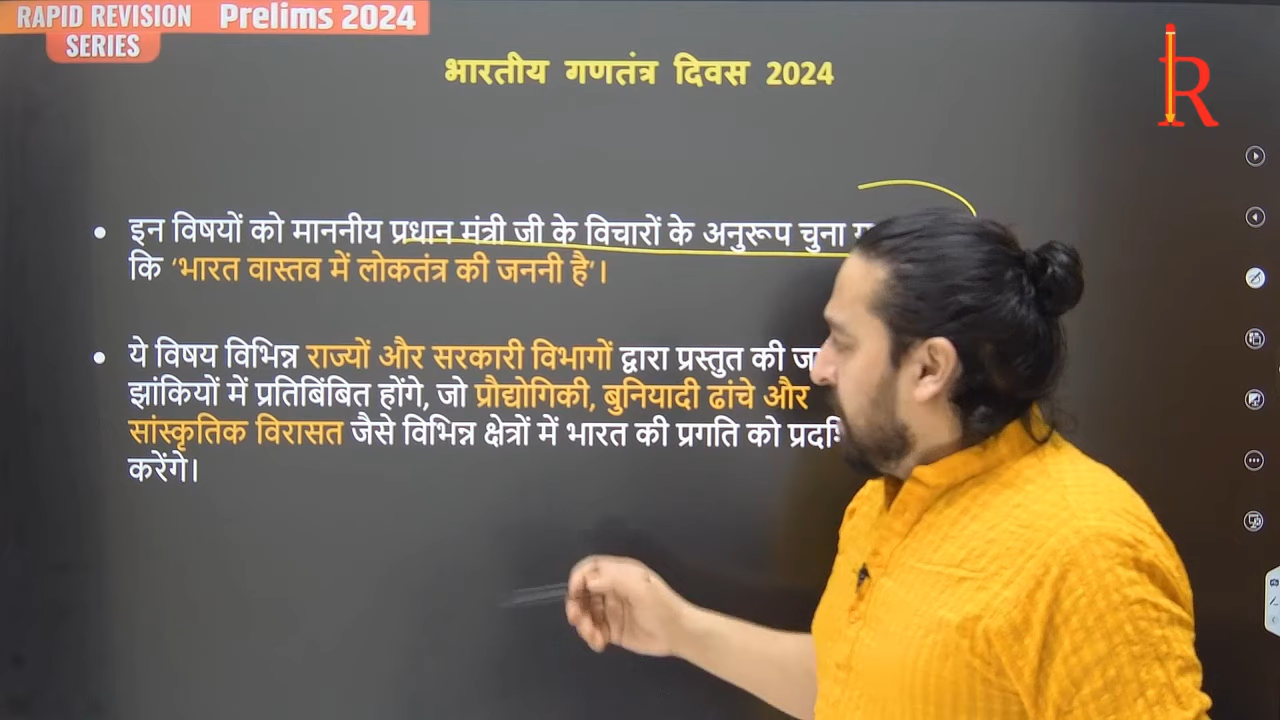 RAPID REVISION Prelims 2024
SERIES
भारतीय गणतंत्र दिवस 2024
R
• इन विषयों को माननीय प्रधान मंत्री जी के विचारों के अनुरूप चुना
कि ‘भारत वास्तव में लोकतंत्र की जननी है’।
• ये विषय विभिन्न राज्यों और सरकारी विभागों द्वारा प्रस्तुत की
झांकियों में प्रतिबिंबित होंगे, जो प्रौद्योगिकी, बुनियादी ढांचे और
सांस्कृतिक विरासत जैसे विभिन्न क्षेत्रों में भारत की प्रगति को
करेंगे।